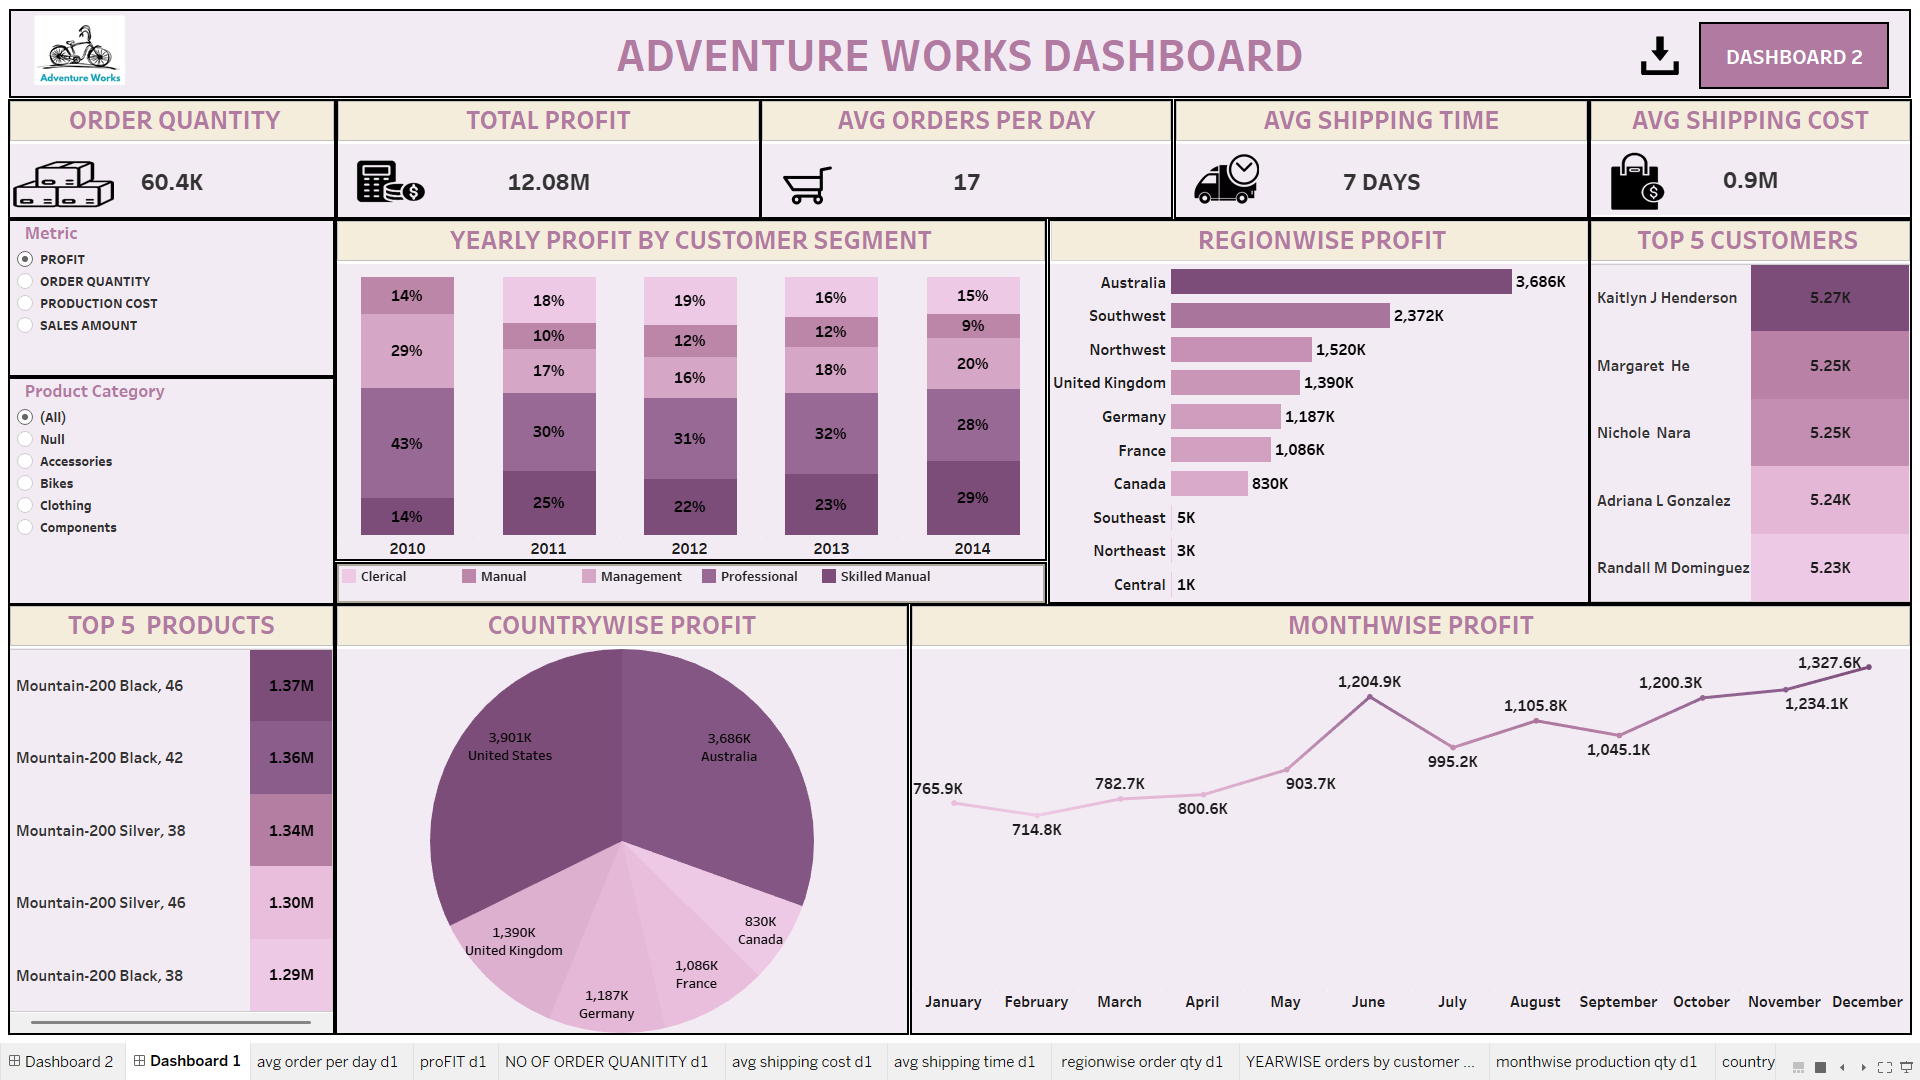 Adventure Works
ADVENTURE WORKS DASHBOARD
DASHBOARD 2
ORDER QUANTITY
60.4K
TOTAL PROFIT
12.08M
AVG ORDERS PER DAY
17
AVG SHIPPING TIME
7 DAYS
AVG SHIPPING COST
0.9M
Metric
PROFIT
ORDER QUANTITY
PRODUCTION COST
SALES AMOUNT
Product Category
(All)
Null
Accessories
Bikes
Clothing
Components
YEARLY PROFIT BY CUSTOMER SEGMENT
14% 18% 19% 16% 15%
29% 10% 12% 12% 9%
17% 16% 18% 20%
43% 30% 31% 32% 28%
14% 25% 22% 23% 29%
2010 2011 2012 2013 2014
Clerical Manual Management Professional Skilled Manual
REGIONWISE PROFIT
Australia 3,686K
Southwest 2,372K
Northwest 1,520K
United Kingdom 1,390K
Germany 1,187K
France 1,086K
Canada 830K
Southeast 5K
Northeast 3K
Central 1K
TOP 5 CUSTOMERS
Kaitlyn J Henderson 5.27K
Margaret He 5.25K
Nichole Nara 5.25K
Adriana L Gonzalez 5.24K
Randall M Dominguez 5.23K
TOP 5 PRODUCTS
Mountain-200 Black, 46 1.37M
Mountain-200 Black, 42 1.36M
Mountain-200 Silver, 38 1.34M
Mountain-200 Silver, 46 1.30M
Mountain-200 Black, 38 1.29M
COUNTRYWISE PROFIT
3,901K
United States
3,686K
Australia
830K
Canada
1,390K
United Kingdom
1,086K
France
1,187K
Germany
MONTHWISE PROFIT
765.9K
714.8K
782.7K
800.6K
903.7K
1,204.9K
995.2K
1,105.8K
1,045.1K
1,200.3K
1,234.1K
1,327.6K
January February March April May June July August September October November December
Dashboard 2 Dashboard 1 avg order per day d1 proFIT d1 NO OF ORDER QUANITITY d1 avg shipping cost d1 avg shipping time d1 regionwise order qty d1 YEARWISE orders by customer ... monthwise production qty d1 country